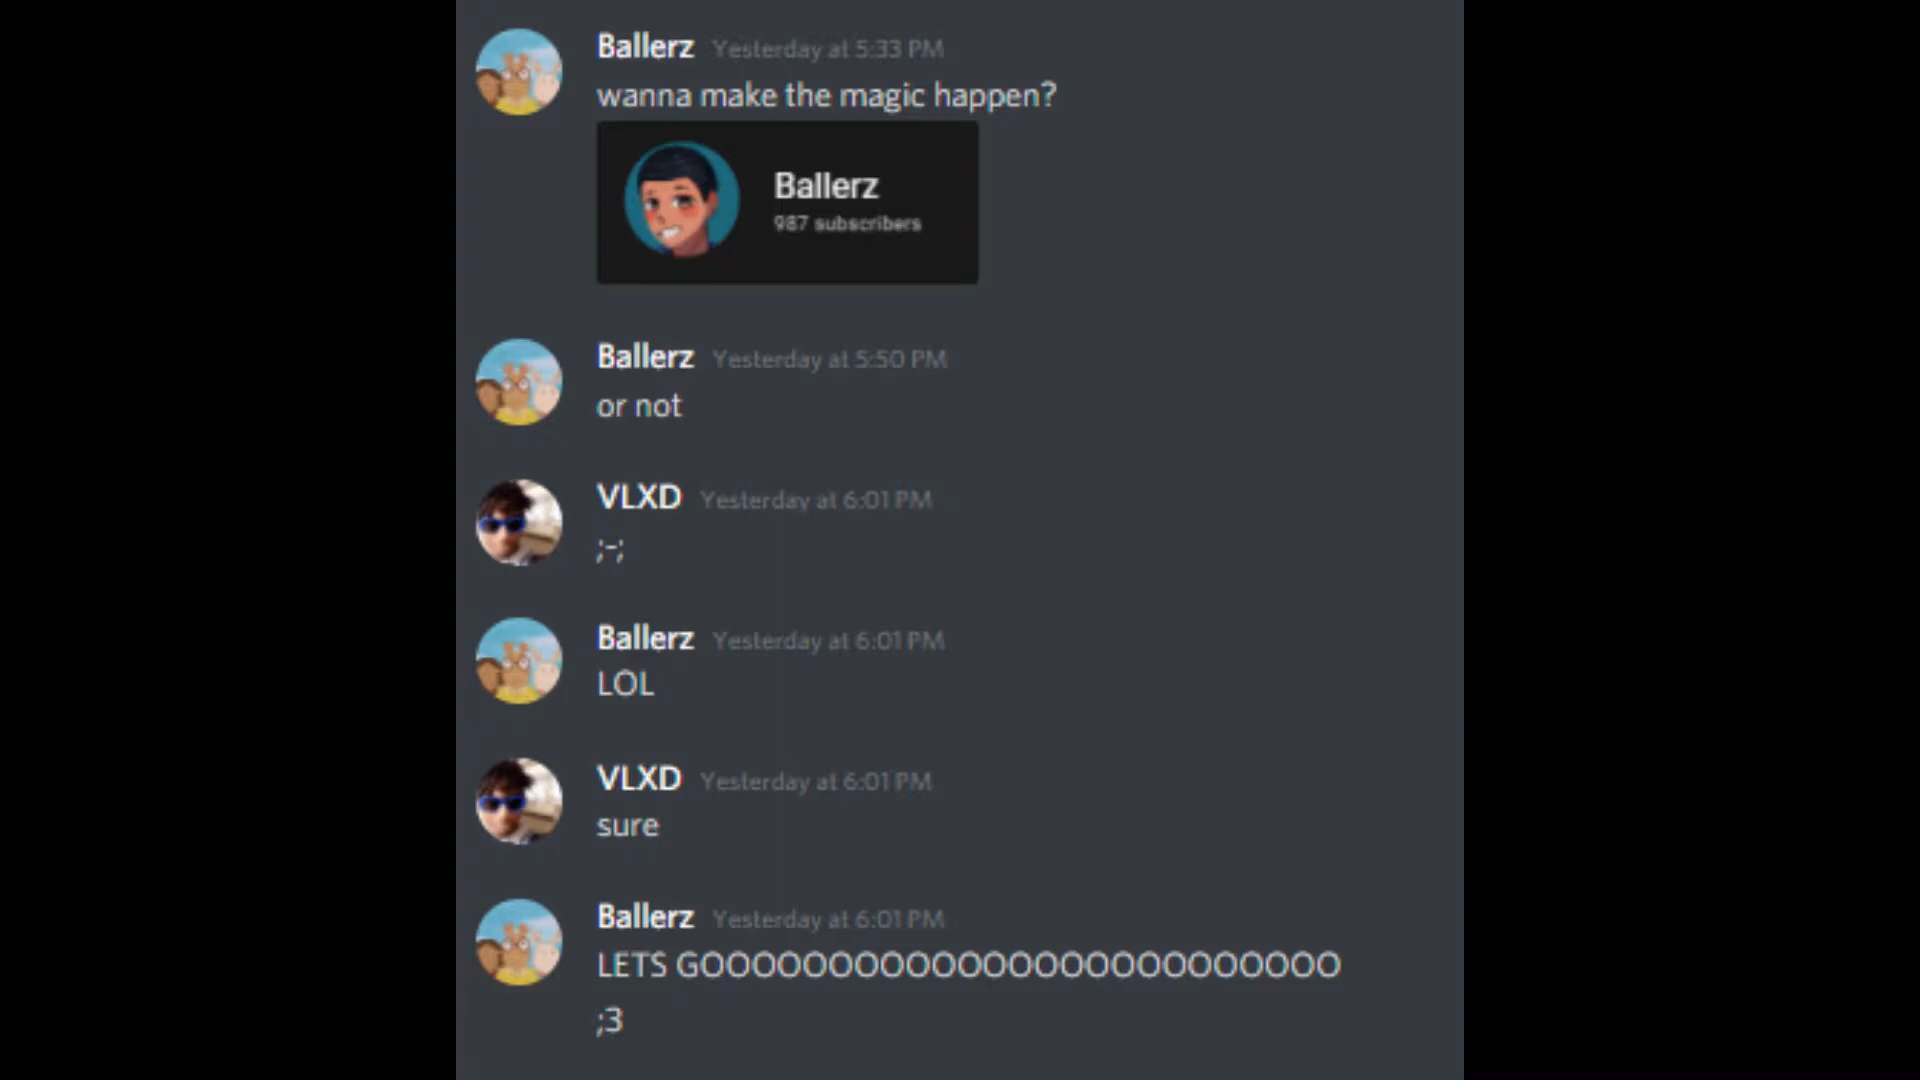 Ballerz Yesterday at 5:33 PM
wanna make the magic happen?
Ballerz
987 subscribers
Ballerz Yesterday at 5:50 PM
or not
VLXD Yesterday at 6:01 PM
;-;
Ballerz Yesterday at 6:01 PM
LOL
VLXD Yesterday at 6:01 PM
sure
Ballerz Yesterday at 6:01 PM
LETS GOOOOOOOOOOOOOOOOOOOOOOOOO
;3